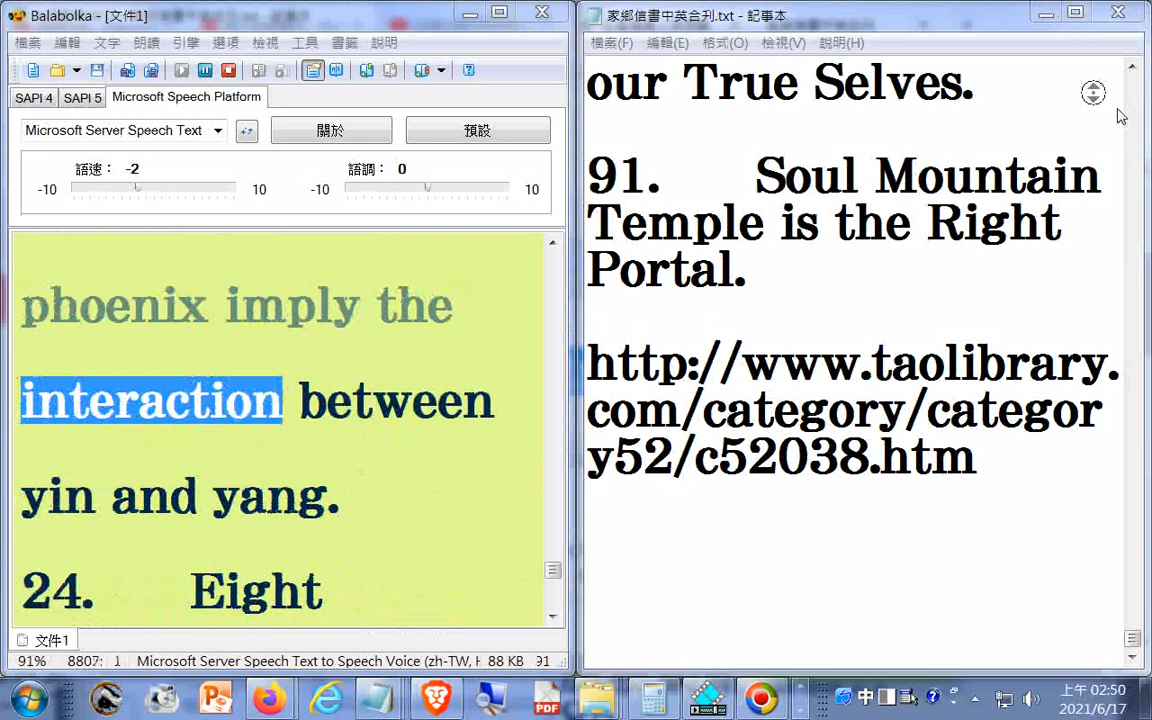 Balabolka - [文件1]
檔案 編輯 文字 朗讀 引擎 選項 檢視 工具 書籤 說明
SAPI 4 SAPI 5 Microsoft Speech Platform
Microsoft Server Speech Text 關於 預設
語速： -2 語調： 0
-10 10 -10 10
phoenix imply the
interaction between
yin and yang.
24. Eight
文件1
91% 8807: 1 Microsoft Server Speech Text to Speech Voice (zh-TW, H 88 KB 91
家鄉信書中英合刋.txt - 記事本
檔案(F) 編輯(E) 格式(O) 檢視(V) 說明(H)
our True Selves.
91. Soul Mountain
Temple is the Right
Portal.
http://www.taolibrary.
com/category/categor
y52/c52038.htm
PDF
中
上午 02:50
2021/6/17